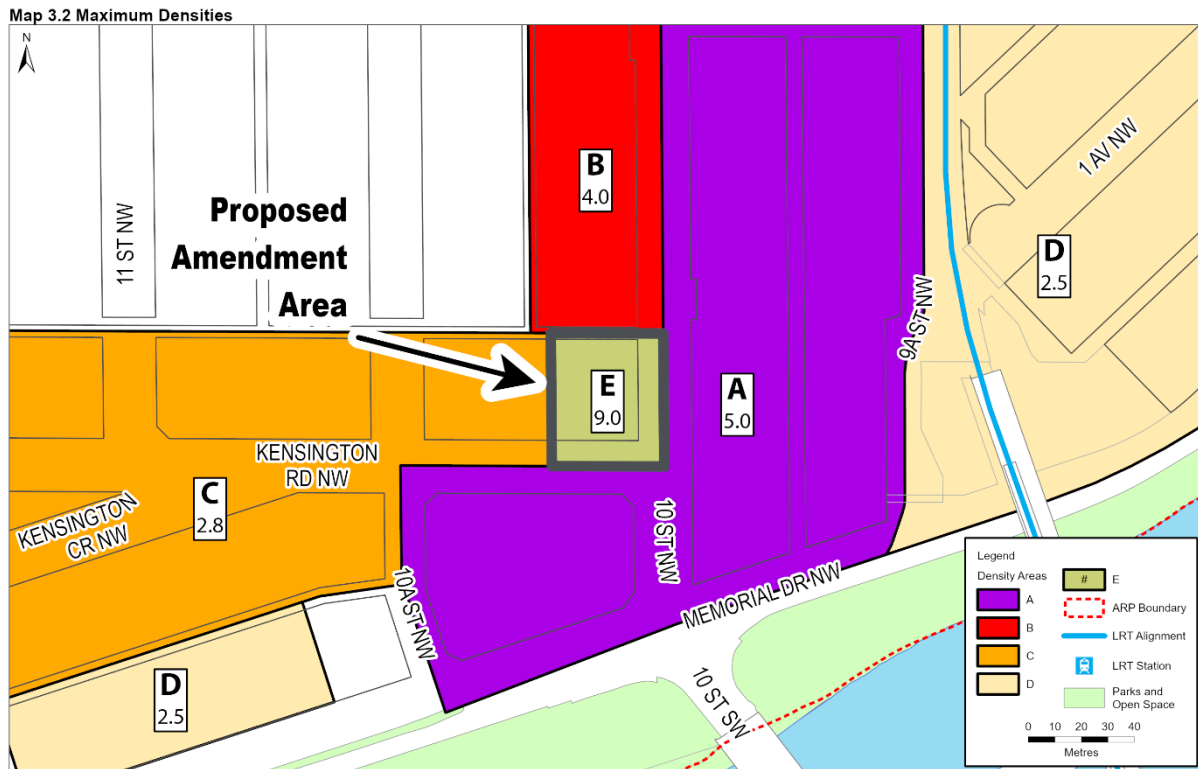 Map 3.2 Maximum Densities
N
B
4.0
1 AV NW
Proposed
Amendment
Area
11 ST NW
D
2.5
9A ST NW
E
9.0
A
5.0
KENSINGTON
RD NW
C
2.8
KENSINGTON
CR NW
10 ST NW
10A ST NW
MEMORIAL DR NW
D
2.5
10 ST SW
Legend
Density Areas
A
B
C
D
# E
ARP Boundary
LRT Alignment
LRT Station
Parks and
Open Space
0 10 20 30 40
Metres